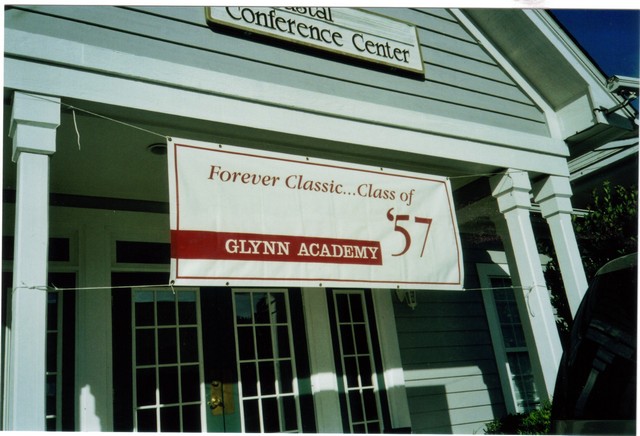 Conference Center
Forever Classic...Class of
'57
GLYNN ACADEMY